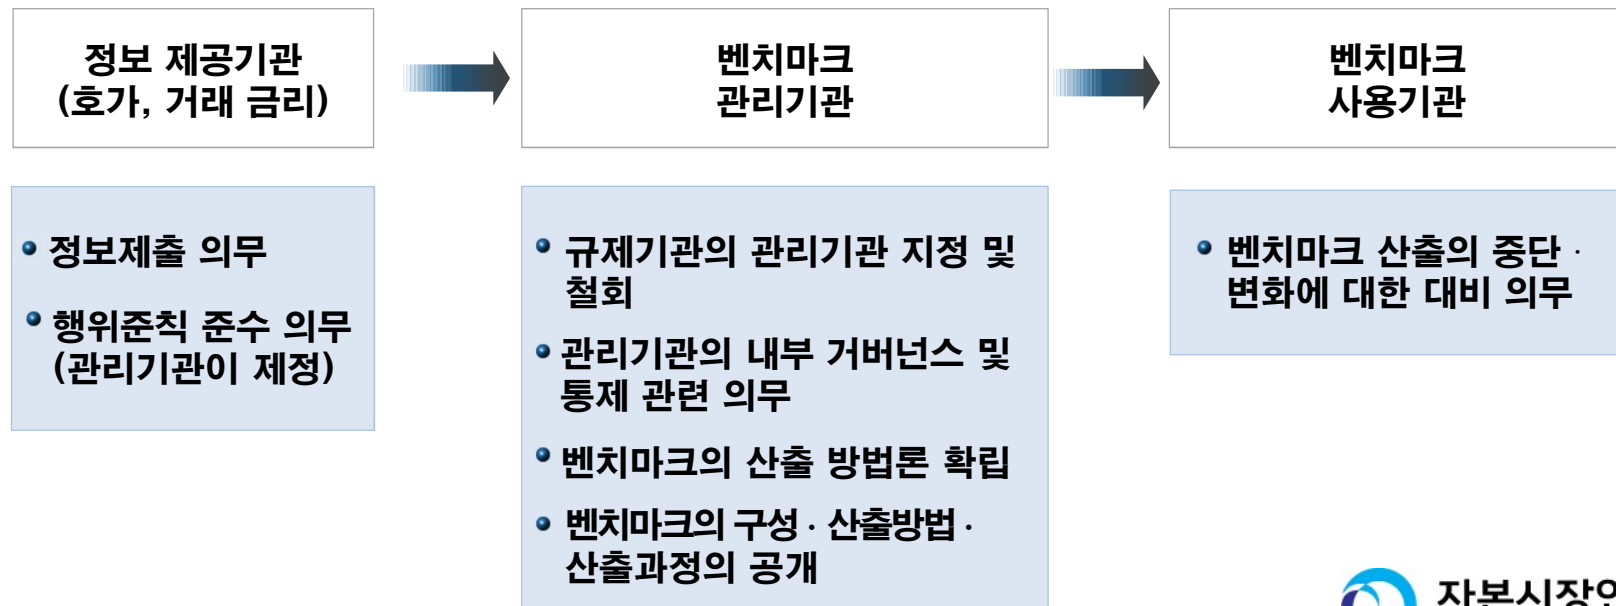 정보 제공기관
(호가, 거래 금리)
벤치마크
관리기관
벤치마크
사용기관
• 정보제출 의무
• 행위준칙 준수 의무
(관리기관이 제정)
• 규제기관의 관리기관 지정 및
철회
• 관리기관의 내부 거버넌스 및
통제 관련 의무
• 벤치마크의 산출 방법론 확립
• 벤치마크의 구성 · 산출방법 ·
산출과정의 공개
• 벤치마크 산출의 중단 ·
변화에 대한 대비 의무